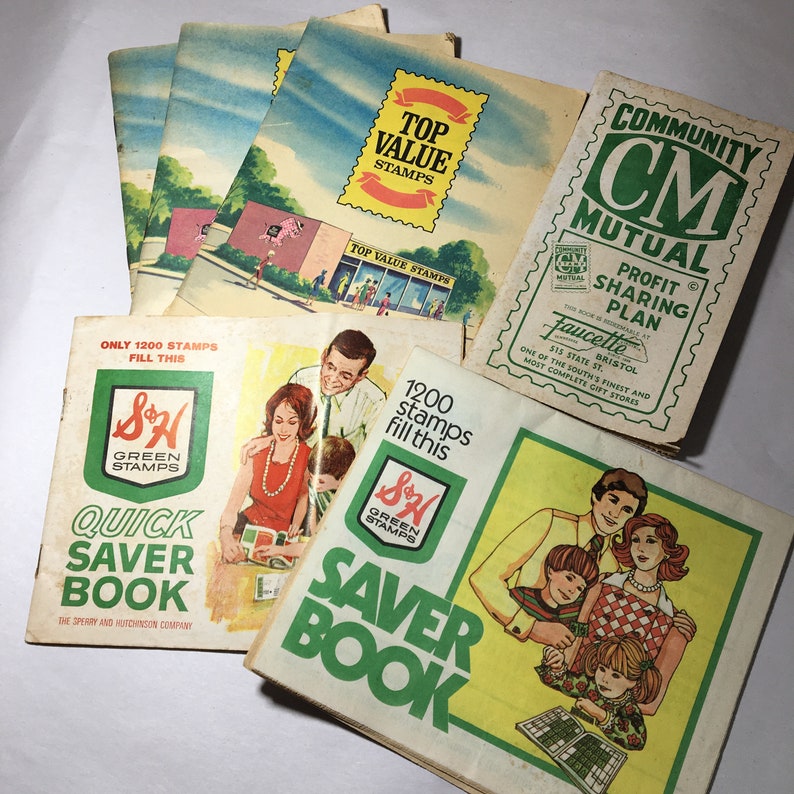 TOP
VALUE
STAMPS
TOP VALUE STAMPS
COMMUNITY
CM
MUTUAL
COMMUNITY
STAMP
CM
MUTUAL
PROFIT
SHARING
PLAN
©
THIS BOOK IS REDEEMABLE AT
Faucette
TENNESSEE
BRISTOL
515 STATE ST.
ONE OF THE SOUTH'S FINEST AND
MOST COMPLETE GIFT STORES
ONLY 1200 STAMPS
FILL THIS
S&H
GREEN
STAMPS
QUICK
SAVER
BOOK
THE SPERRY AND HUTCHINSON COMPANY
1200
stamps
fill this
S&H
GREEN
STAMPS
SAVER
BOOK